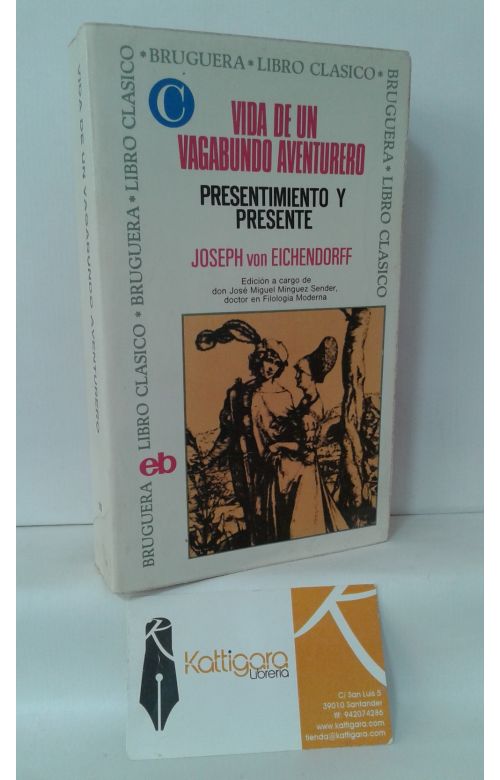 BRUGUERA * LIBRO CLASICO * BRUGUERA * LIBRO CLASICO
* BRUGUERA * LIBRO CLASICO *
BRUGUERA * LIBRO CLASICO
C
VIDA DE UN
VAGABUNDO AVENTURERO
PRESENTIMIENTO Y
PRESENTE
JOSEPH von EICHENDORFF
Edición a cargo de
don José Miguel Mínguez Sender,
doctor en Filología Moderna
eb
VIDA DE UN VAGABUNDO AVENTURERO
Kattigara
Librería
C/ San Luis 5
39010 Santander
Tlf: 942074286
www.kattigara.com
tienda@kattigara.com